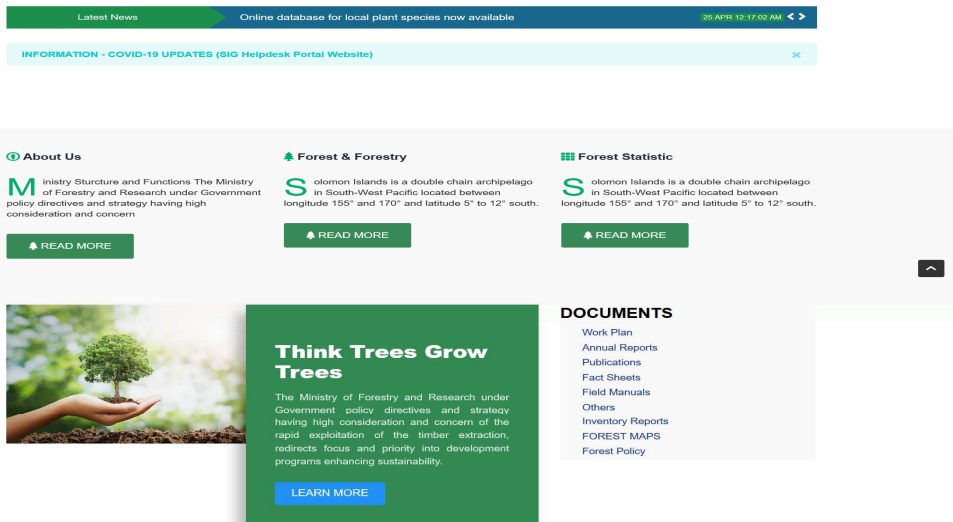 Latest News
Online database for local plant species now available
25 APR 12:17:02 AM
INFORMATION - COVID-19 UPDATES (SIG Helpdesk Portal Website)
About Us
Ministry Sturcture and Functions The Ministry
of Forestry and Research under Government
policy directives and strategy having high
consideration and concern
READ MORE
Forest & Forestry
Solomon Islands is a double chain archipelago
in South-West Pacific located between
longitude 155° and 170° and latitude 5° to 12° south.
READ MORE
Forest Statistic
Solomon Islands is a double chain archipelago
in South-West Pacific located between
longitude 155° and 170° and latitude 5° to 12° south.
READ MORE
Think Trees Grow
Trees
The Ministry of Forestry and Research under
Government policy directives and strategy
having high consideration and concern of the
rapid exploitation of the timber extraction,
redirects focus and priority into development
programs enhancing sustainability.
LEARN MORE
DOCUMENTS
Work Plan
Annual Reports
Publications
Fact Sheets
Field Manuals
Others
Inventory Reports
FOREST MAPS
Forest Policy